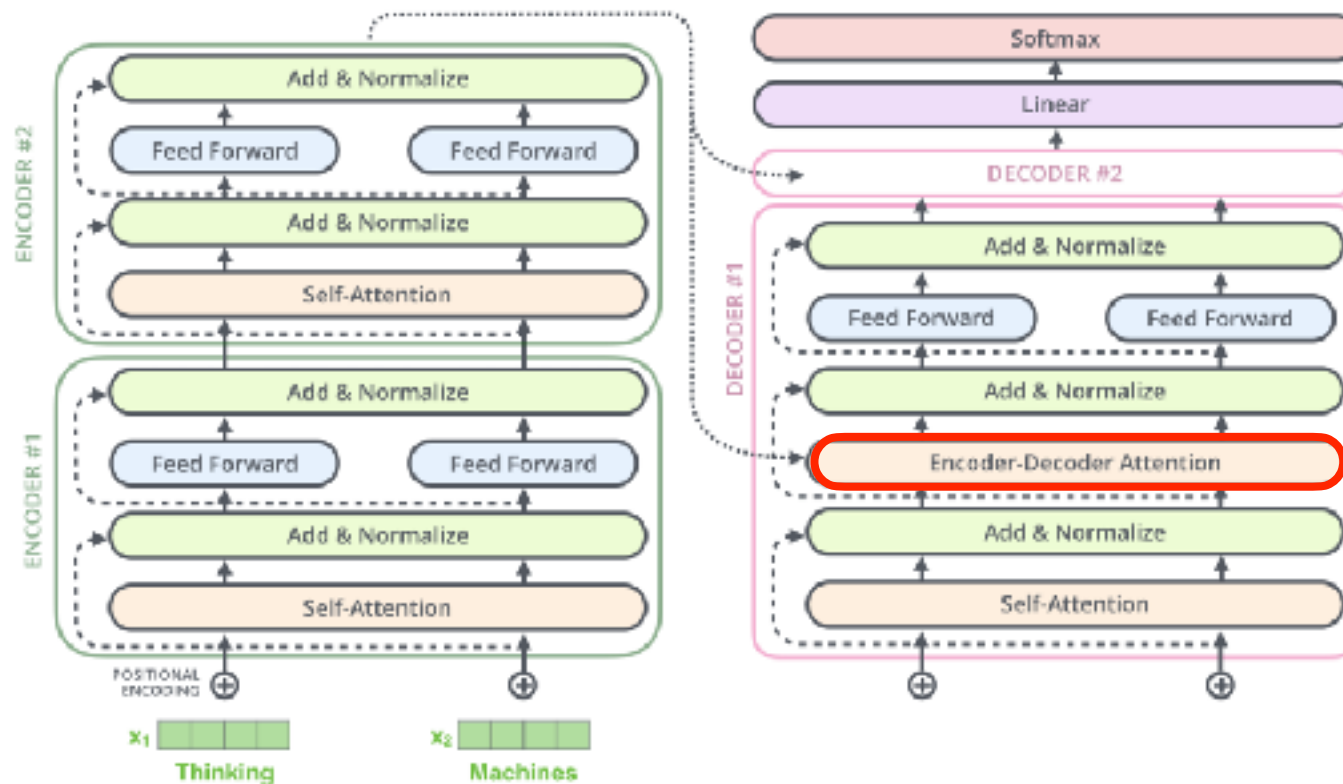 ENCODER #2
Add & Normalize
Feed Forward
Feed Forward
Add & Normalize
Self-Attention
ENCODER #1
Add & Normalize
Feed Forward
Feed Forward
Add & Normalize
Self-Attention
POSITIONAL
ENCODING
x₁
x₂
Thinking
Machines
Softmax
Linear
DECODER #2
DECODER #1
Add & Normalize
Feed Forward
Feed Forward
Add & Normalize
Encoder-Decoder Attention
Add & Normalize
Self-Attention